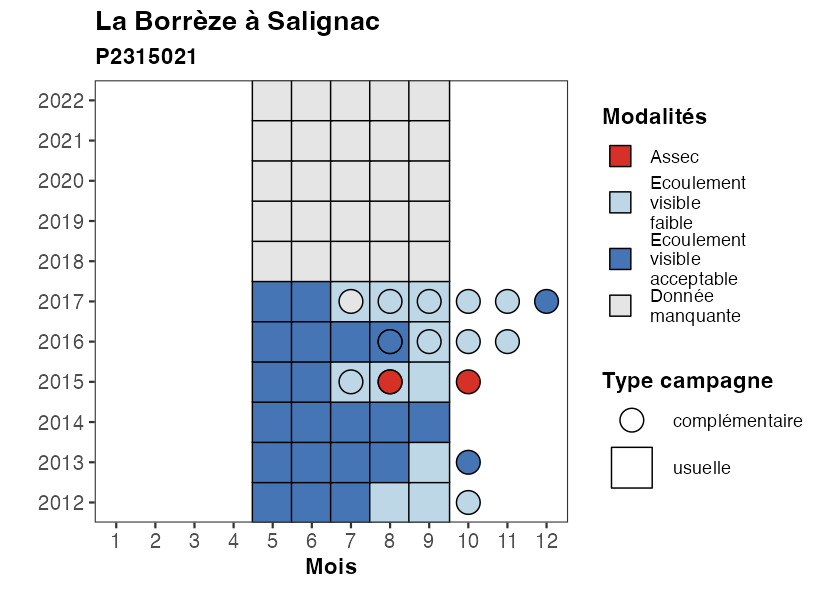 La Borrèze à Salignac
P2315021
2022
2021
2020
2019
2018
2017
2016
2015
2014
2013
2012
1 2 3 4 5 6 7 8 9 10 11 12
Mois
Modalités
Assec
Ecoulement
visible
faible
Ecoulement
visible
acceptable
Donnée
manquante
Type campagne
complémentaire
usuelle